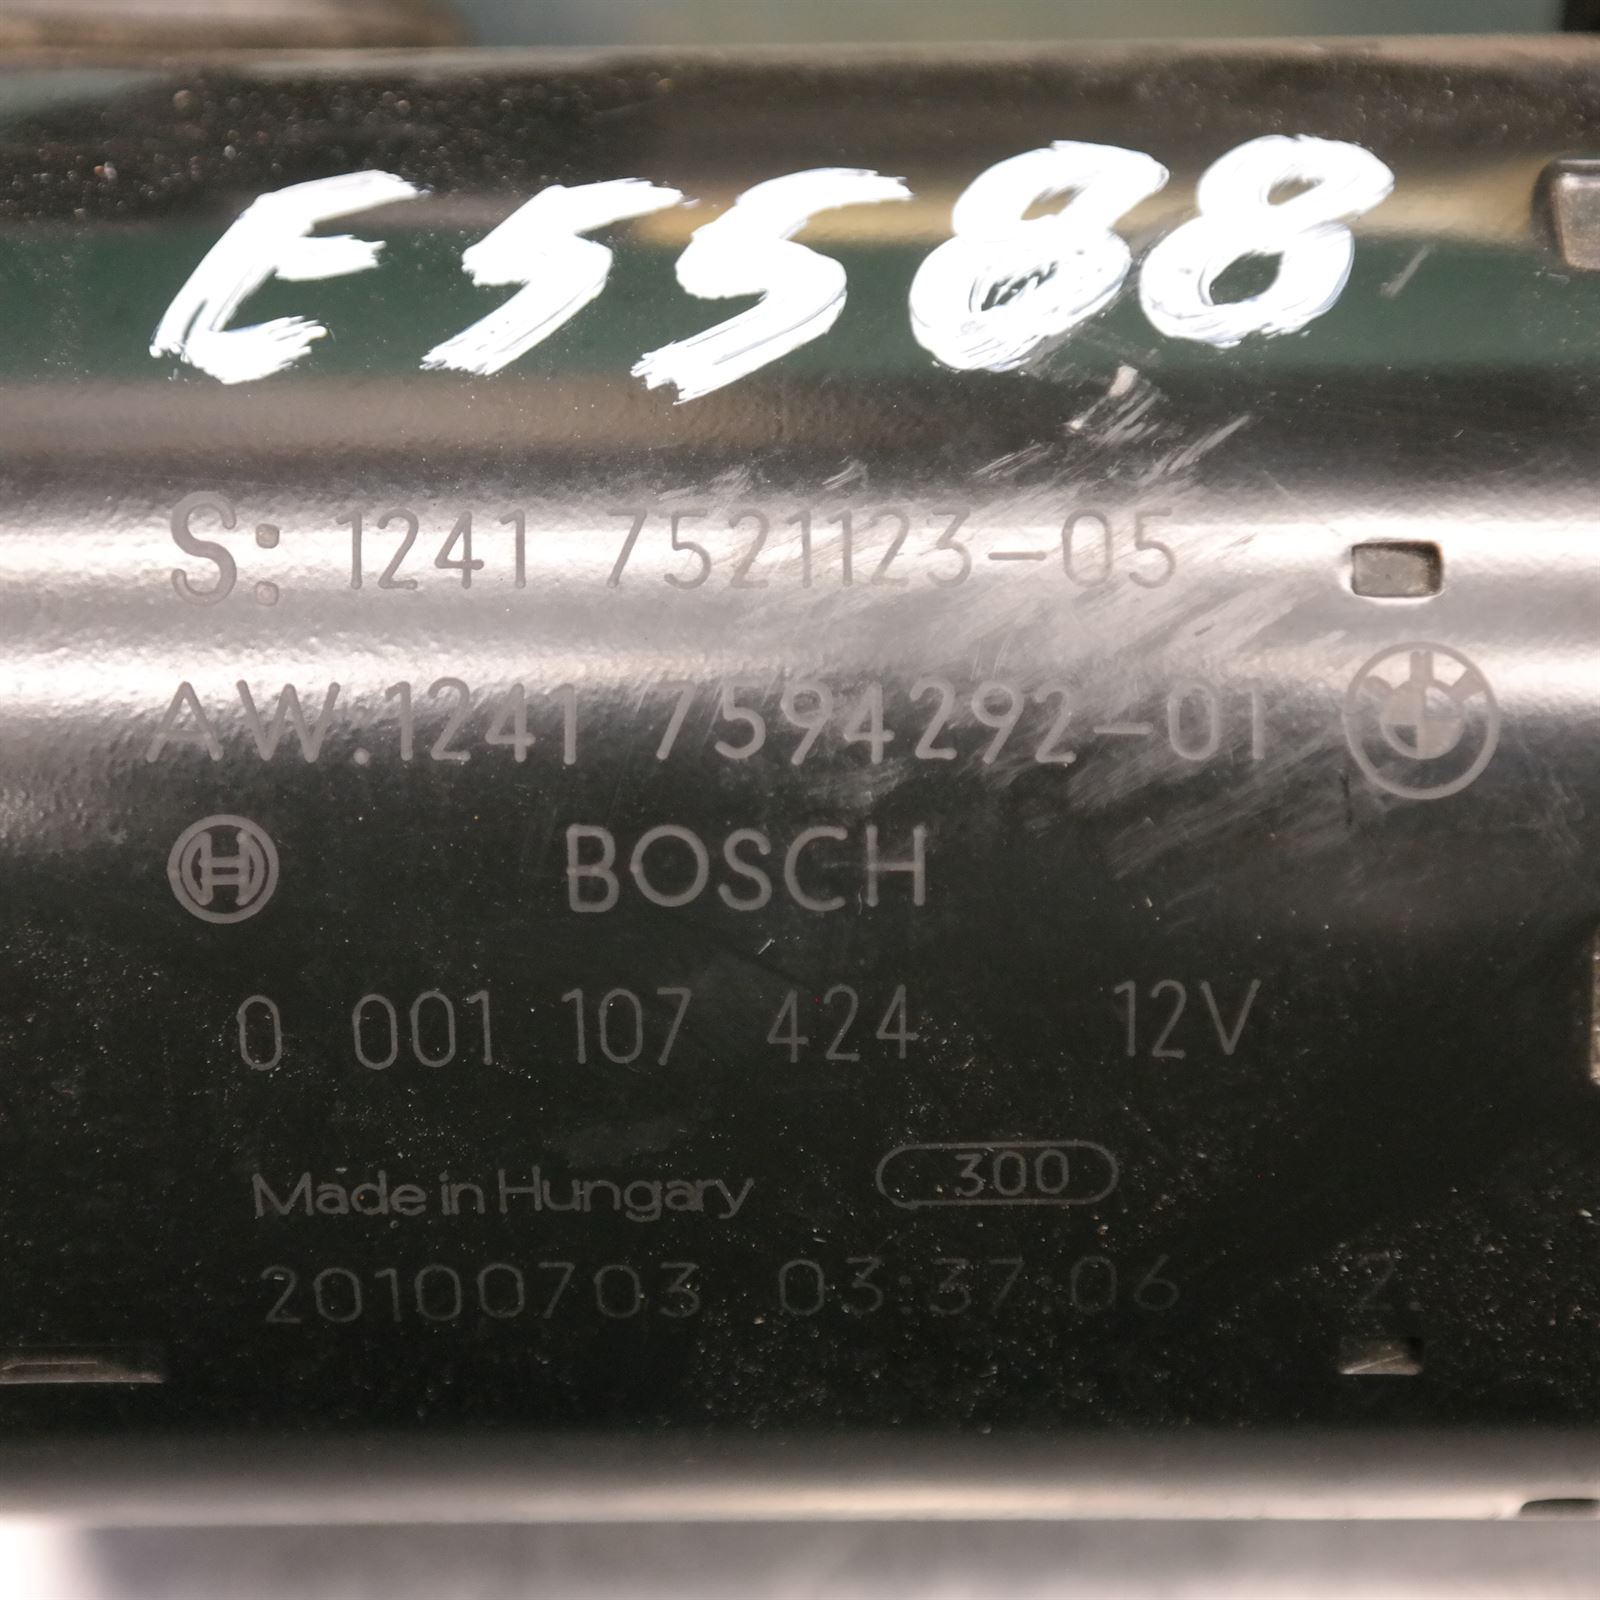 E5588
S: 1241 7521123-05
AW.1241 7594292-01
BOSCH
0 001 107 424 12V
Made in Hungary 300
20100703 03:37:06 2.